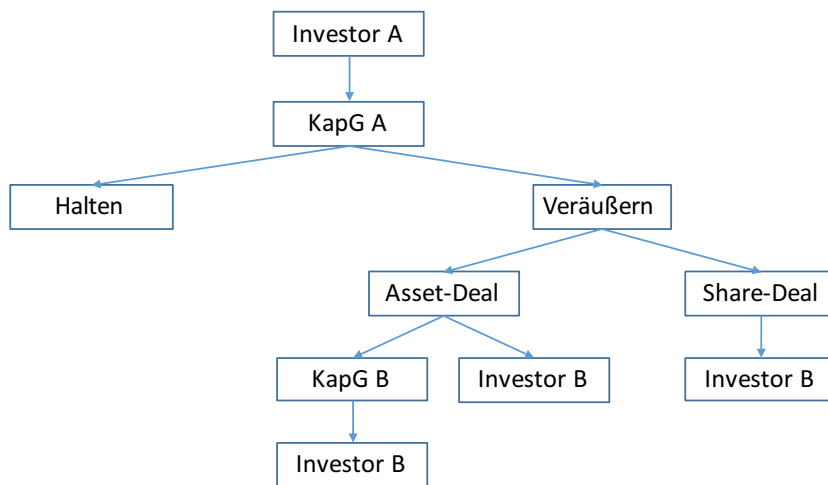 Investor A
KapG A
Halten
Veräußern
Asset-Deal
Share-Deal
KapG B
Investor B
Investor B
Investor B